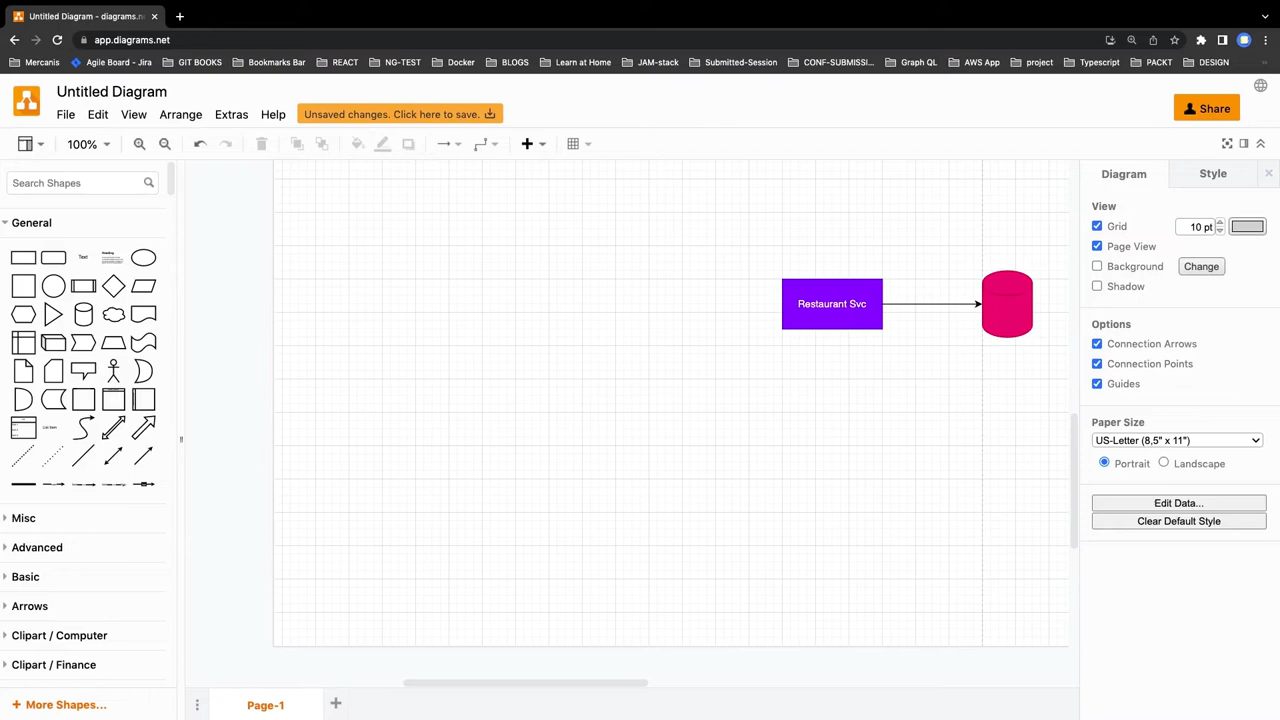 Untitled Diagram - diagrams.ne
app.diagrams.net
Mercanis
Agile Board - Jira
GIT BOOKS
Bookmarks Bar
REACT
NG-TEST
Docker
BLOGS
Learn at Home
JAM-stack
Submitted-Session
CONF-SUBMISSI...
Graph QL
AWS App
project
Typescript
PACKT
DESIGN
Untitled Diagram
File
Edit
View
Arrange
Extras
Help
Unsaved changes. Click here to save.
Share
100%
Search Shapes
General
Text
Heading
List Item
Misc
Advanced
Basic
Arrows
Clipart / Computer
Clipart / Finance
+ More Shapes...
Restaurant Svc
Page-1
Diagram
Style
View
Grid
10 pt
Page View
Background
Change
Shadow
Options
Connection Arrows
Connection Points
Guides
Paper Size
US-Letter (8,5" x 11")
Portrait
Landscape
Edit Data...
Clear Default Style